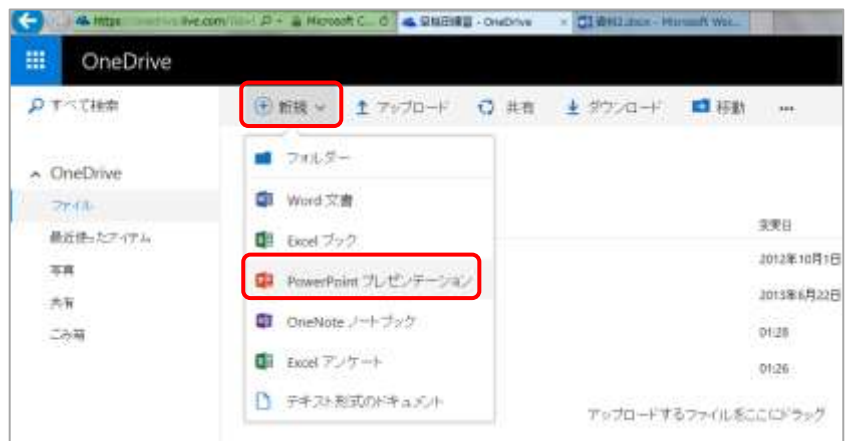 https live.com Microsoft C... OneDrive
OneDrive
すべて検索
新規 アップロード 共有 ダウンロード 移動 ...
OneDrive
ファイル
最近使ったアイテム
写真
共有
ごみ箱
フォルダー
Word 文書
Excel ブック
PowerPoint プレゼンテーション
OneNote ノートブック
Excel アンケート
テキスト形式のドキュメント
変更日
2012年10月1日
2013年6月22日
01:28
01:26
アップロードするファイルをここにドラッグ